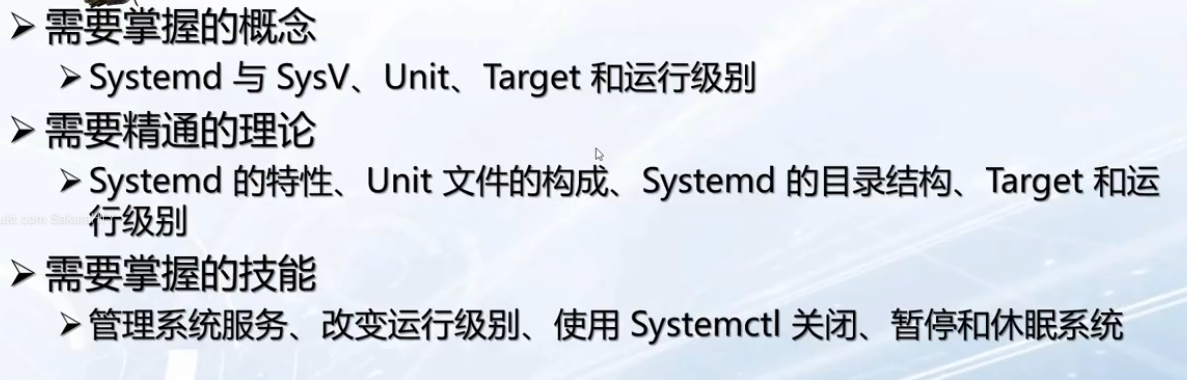 需要掌握的概念
Systemd 与 SysV、Unit、Target 和运行级别
需要精通的理论
Systemd 的特性、Unit 文件的构成、Systemd 的目录结构、Target 和运
行级别
需要掌握的技能
管理系统服务、改变运行级别、使用 Systemctl 关闭、暂停和休眠系统